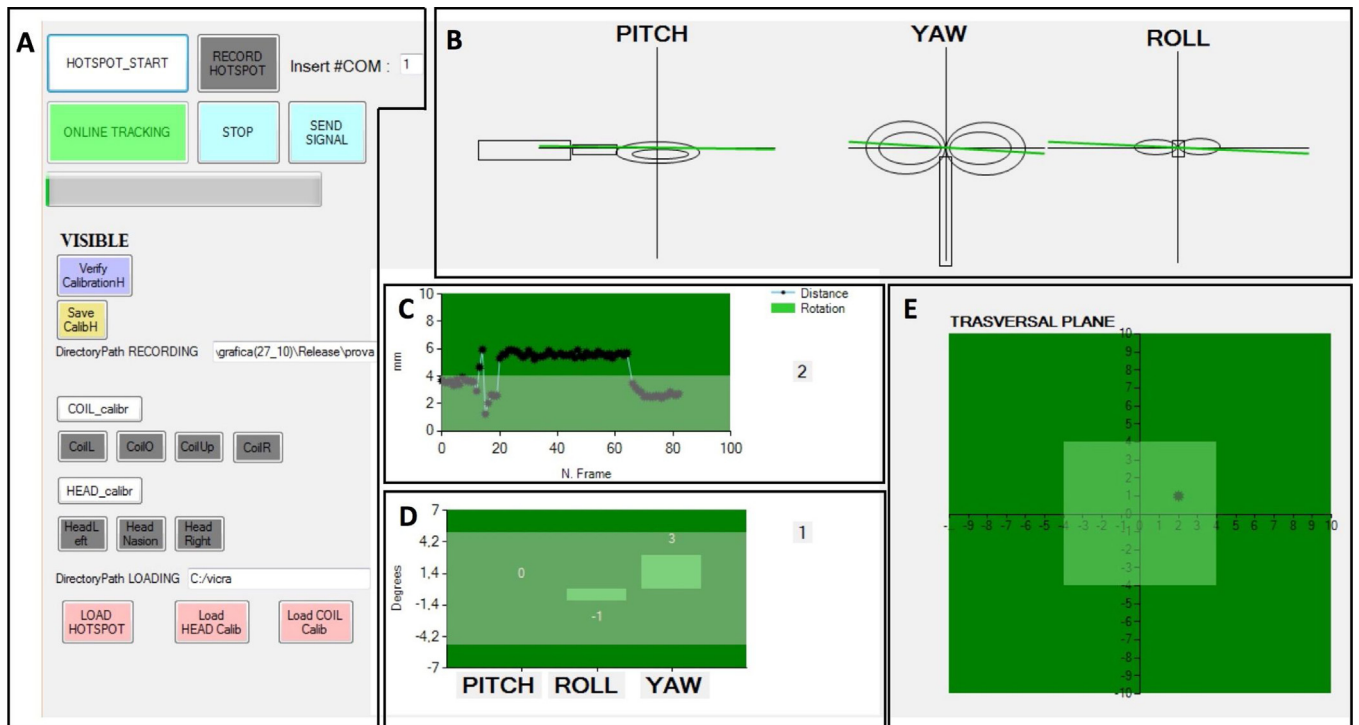 A
HOTSPOT_START
RECORD
HOTSPOT
Insert #COM : 1
ONLINE TRACKING
STOP
SEND
SIGNAL
VISIBLE
Verify
CalibrationH
Save
CalibH
DirectoryPath RECORDING \grafica(27_10)\Release\prova
COIL_calibr
CoilL
CoilO
CoilUp
CoilR
HEAD_calibr
HeadL
eft
Head
Nasion
Head
Right
DirectoryPath LOADING C:/vicra
LOAD
HOTSPOT
Load
HEAD Calib
Load COIL
Calib
B
PITCH
YAW
ROLL
C
10
8
6
4
2
0
mm
0 20 40 60 80 100
N. Frame
Distance
Rotation
2
D
7
4,2
1,4
-1,4
-4,2
-7
Degrees
0
-1
3
PITCH ROLL YAW
1
E
TRASVERSAL PLANE
10
9
8
7
6
5
4
3
2
1
0
-1
-2
-3
-4
-5
-6
-7
-8
-9
-10
-9 -8 -7 -6 -5 -4 -3 -2 -1 0 1 2 3 4 5 6 7 8 9 10